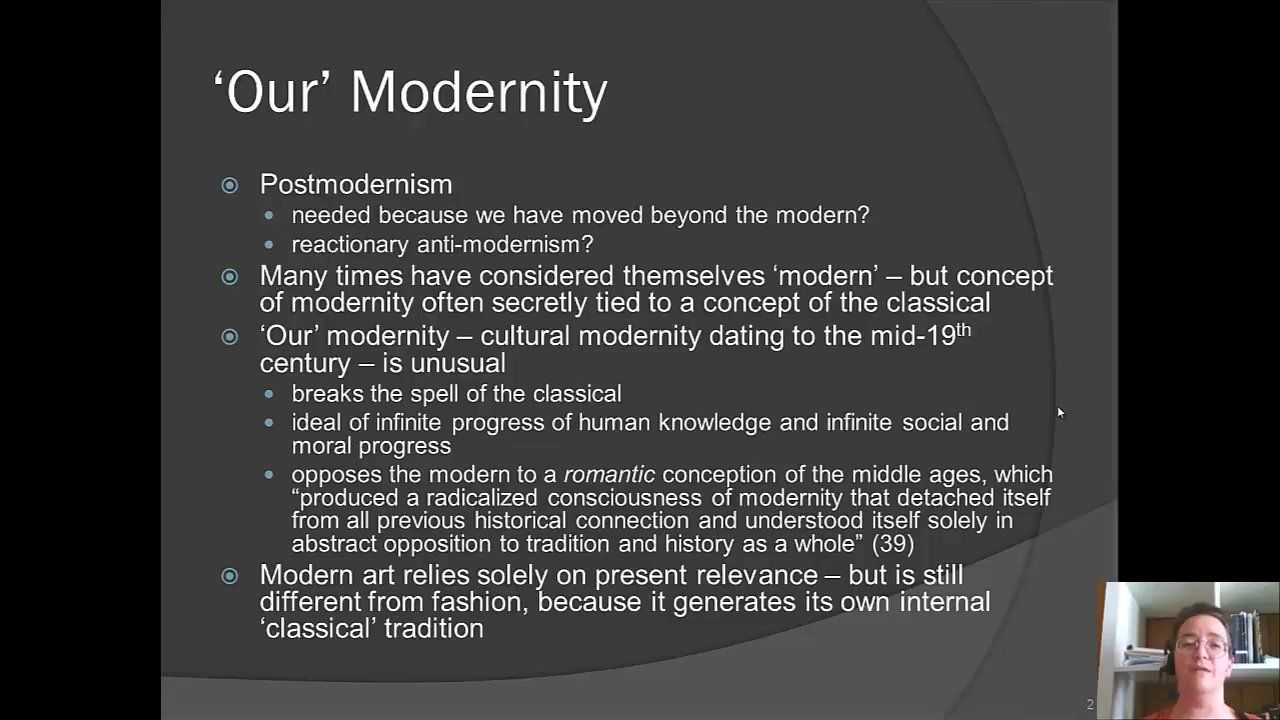 ‘Our’ Modernity
Postmodernism
needed because we have moved beyond the modern?
reactionary anti-modernism?
Many times have considered themselves ‘modern’ – but concept
of modernity often secretly tied to a concept of the classical
‘Our’ modernity – cultural modernity dating to the mid-19th
century – is unusual
breaks the spell of the classical
ideal of infinite progress of human knowledge and infinite social and
moral progress
opposes the modern to a romantic conception of the middle ages, which
“produced a radicalized consciousness of modernity that detached itself
from all previous historical connection and understood itself solely in
abstract opposition to tradition and history as a whole” (39)
Modern art relies solely on present relevance – but is still
different from fashion, because it generates its own internal
‘classical’ tradition
2